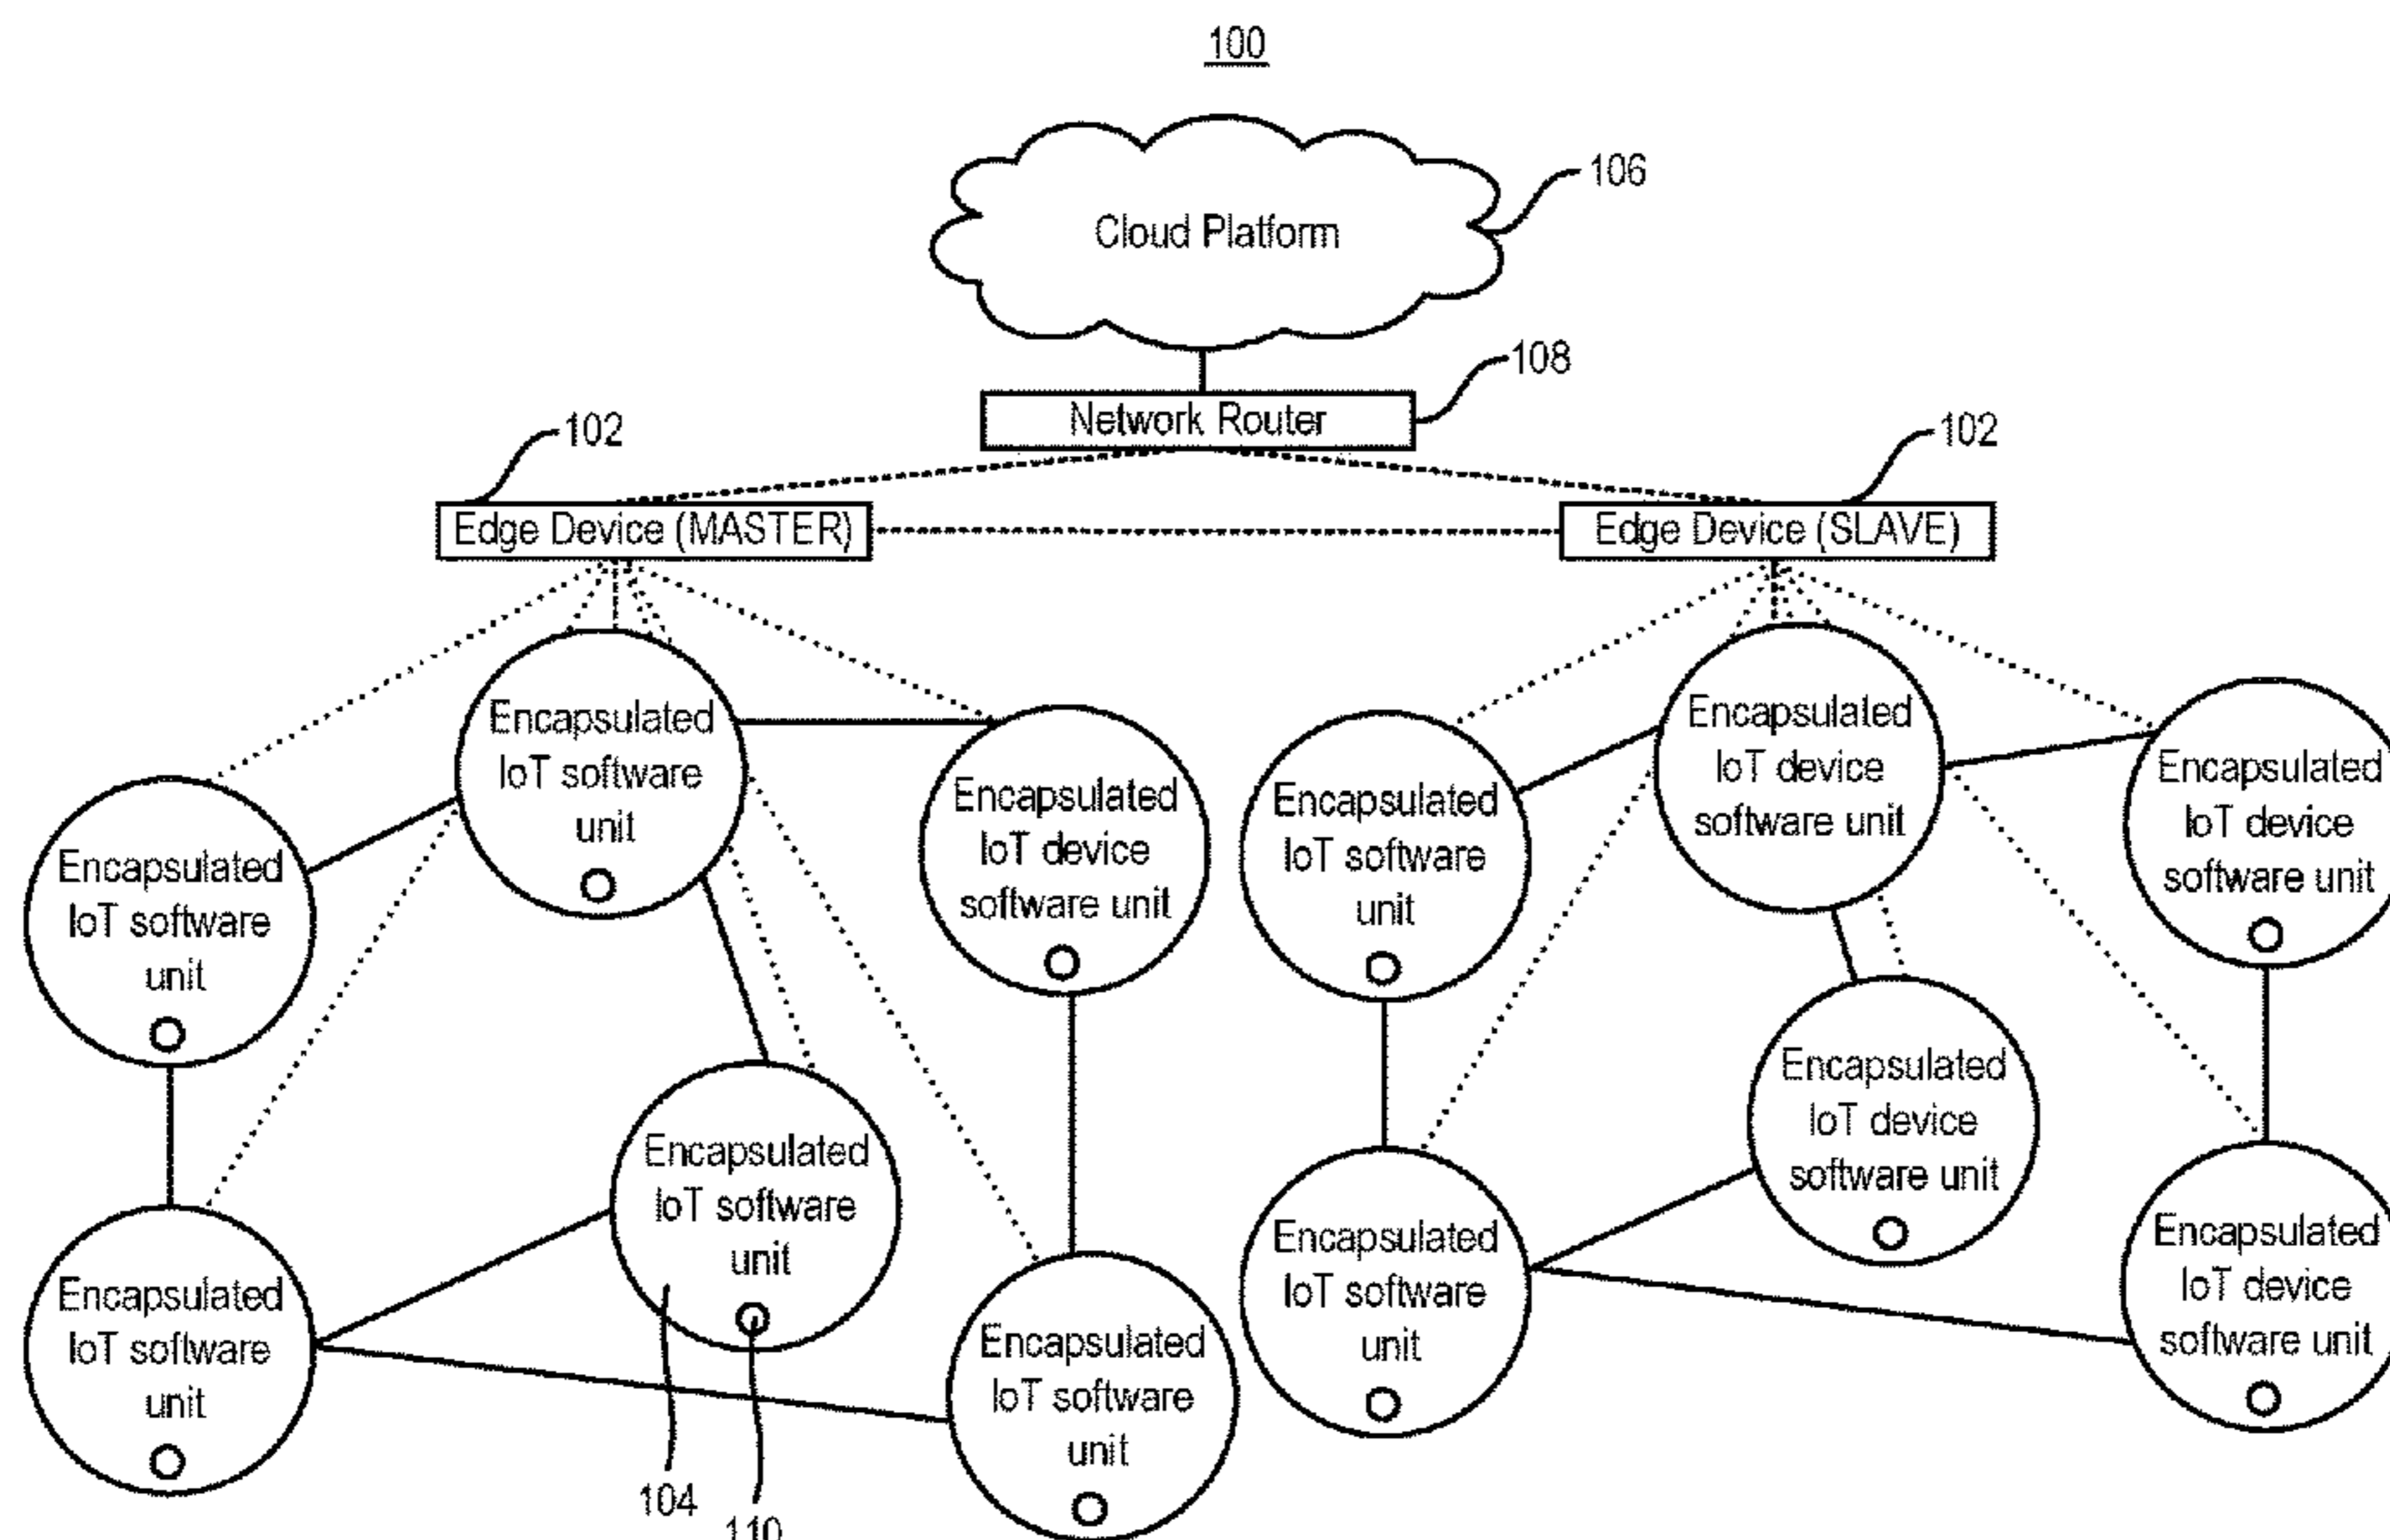 100
Cloud Platform
106
Network Router
108
102
102
Edge Device (MASTER)
Edge Device (SLAVE)
Encapsulated
IoT software
unit
Encapsulated
IoT software
unit
Encapsulated
IoT device
software unit
Encapsulated
IoT software
unit
Encapsulated
IoT software
unit
Encapsulated
IoT software
unit
104
110
Encapsulated
IoT software
unit
Encapsulated
IoT device
software unit
Encapsulated
IoT device
software unit
Encapsulated
IoT device
software unit
Encapsulated
IoT software
unit
Encapsulated
IoT device
software unit